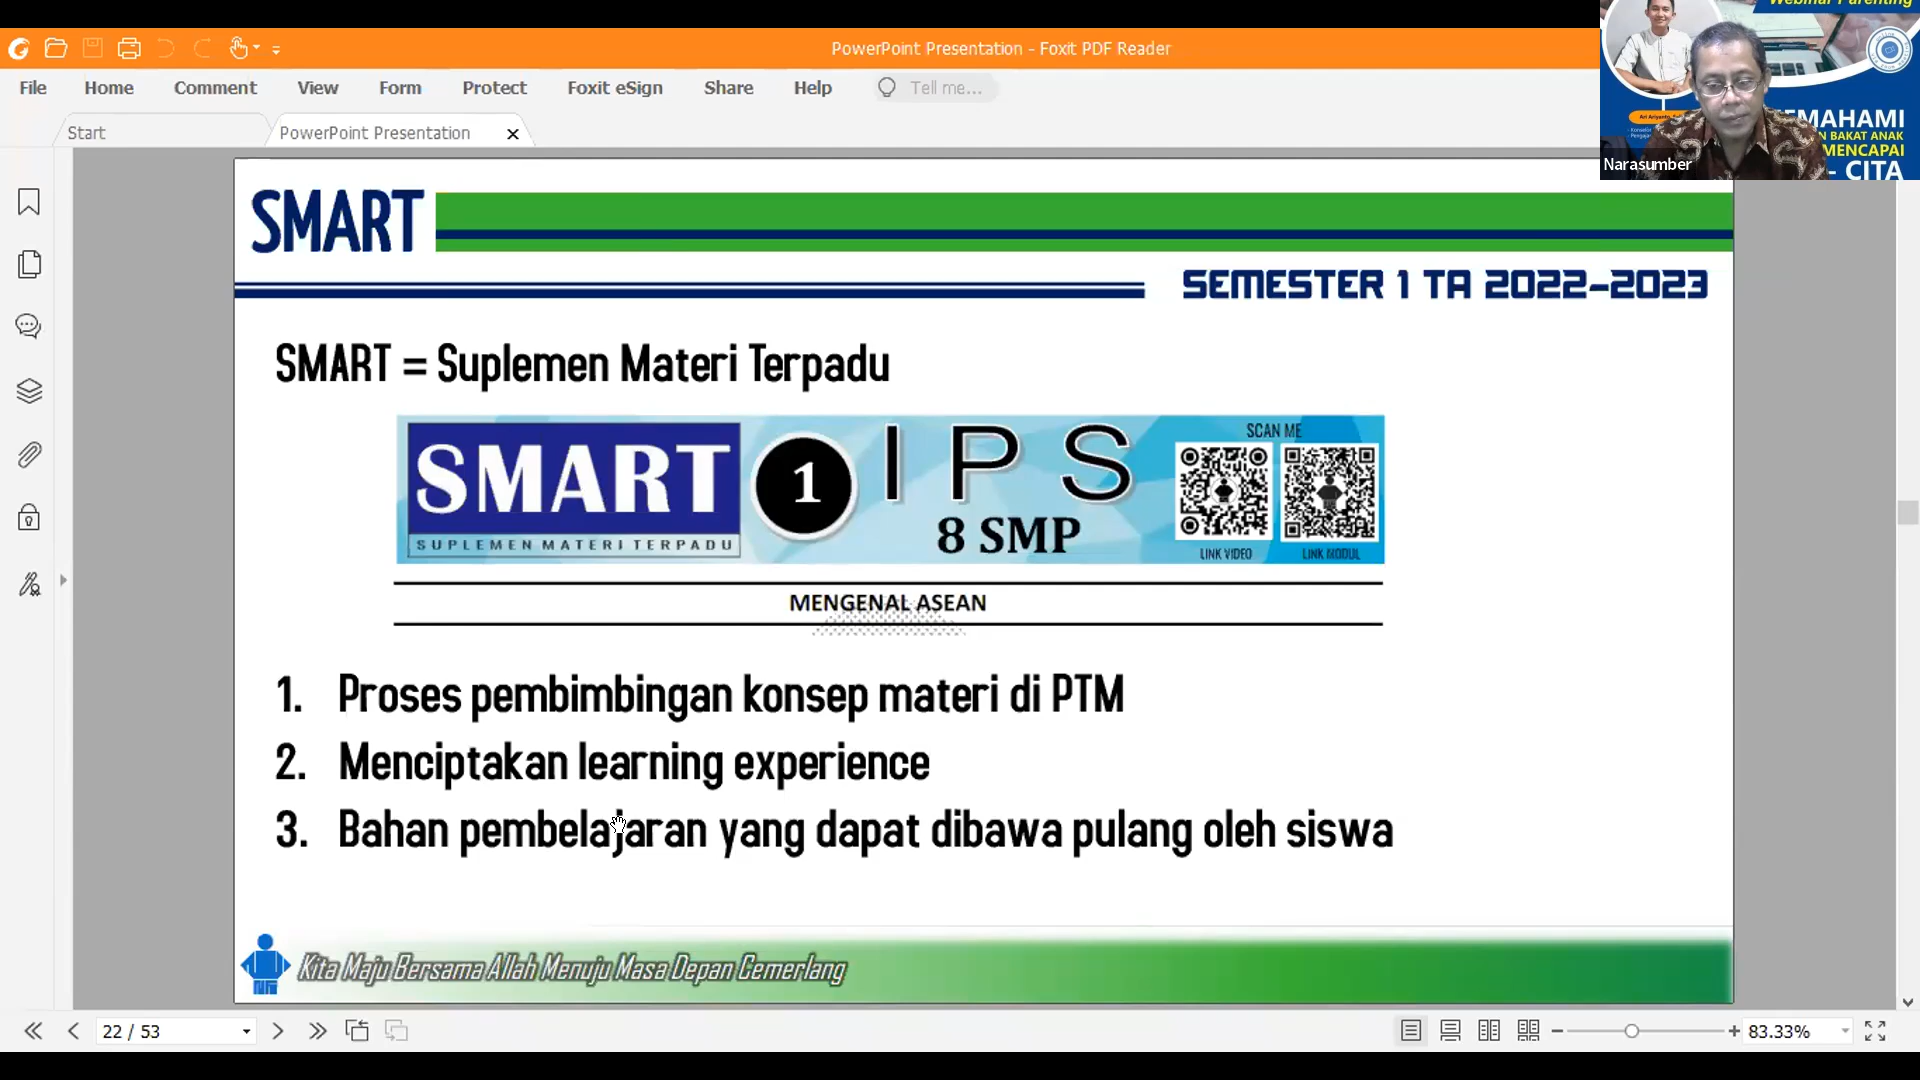 PowerPoint Presentation - Foxit PDF Reader
Webinar Parenting
File Home Comment View Form Protect Foxit eSign Share Help Tell me...
Start
PowerPoint Presentation
EMAHAMI
N BAKAT ANAK
MENCAPAI
- CITA
Narasumber
SMART
SEMESTER 1 TA 2022-2023
SMART = Suplemen Materi Terpadu
SMART
SUPLEMEN MATERI TERPADU
1
IPS
8 SMP
SCAN ME
LINK VIDEO
LINK MODUL
MENGENAL ASEAN
1. Proses pembimbingan konsep materi di PTM
2. Menciptakan learning experience
3. Bahan pembelajaran yang dapat dibawa pulang oleh siswa
Kita Maju Bersama Allah Menuju Masa Depan Cemerlang
22 / 53
83.33%